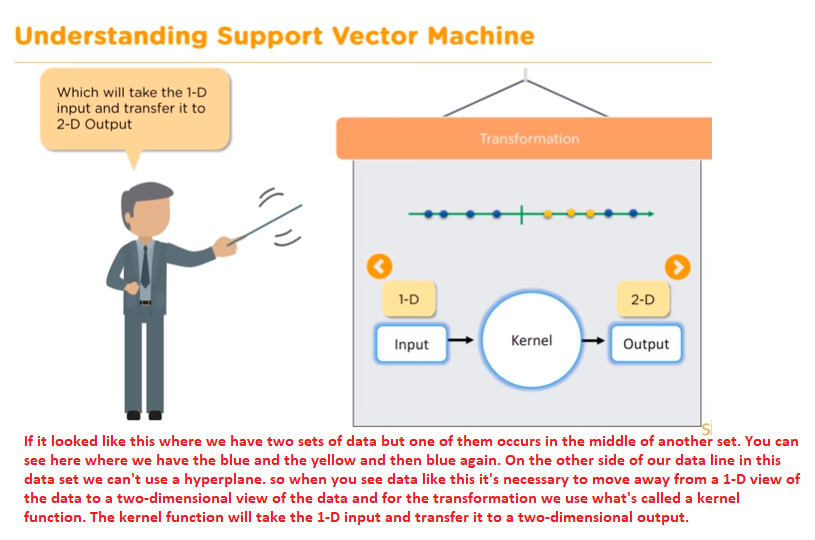 Understanding Support Vector Machine
Which will take the 1-D
input and transfer it to
2-D Output
Transformation
1-D
2-D
Input
Kernel
Output
If it looked like this where we have two sets of data but one of them occurs in the middle of another set. You can
see here where we have the blue and the yellow and then blue again. On the other side of our data line in this
data set we can't use a hyperplane. so when you see data like this it's necessary to move away from a 1-D view of
the data to a two-dimensional view of the data and for the transformation we use what's called a kernel
function. The kernel function will take the 1-D input and transfer it to a two-dimensional output.